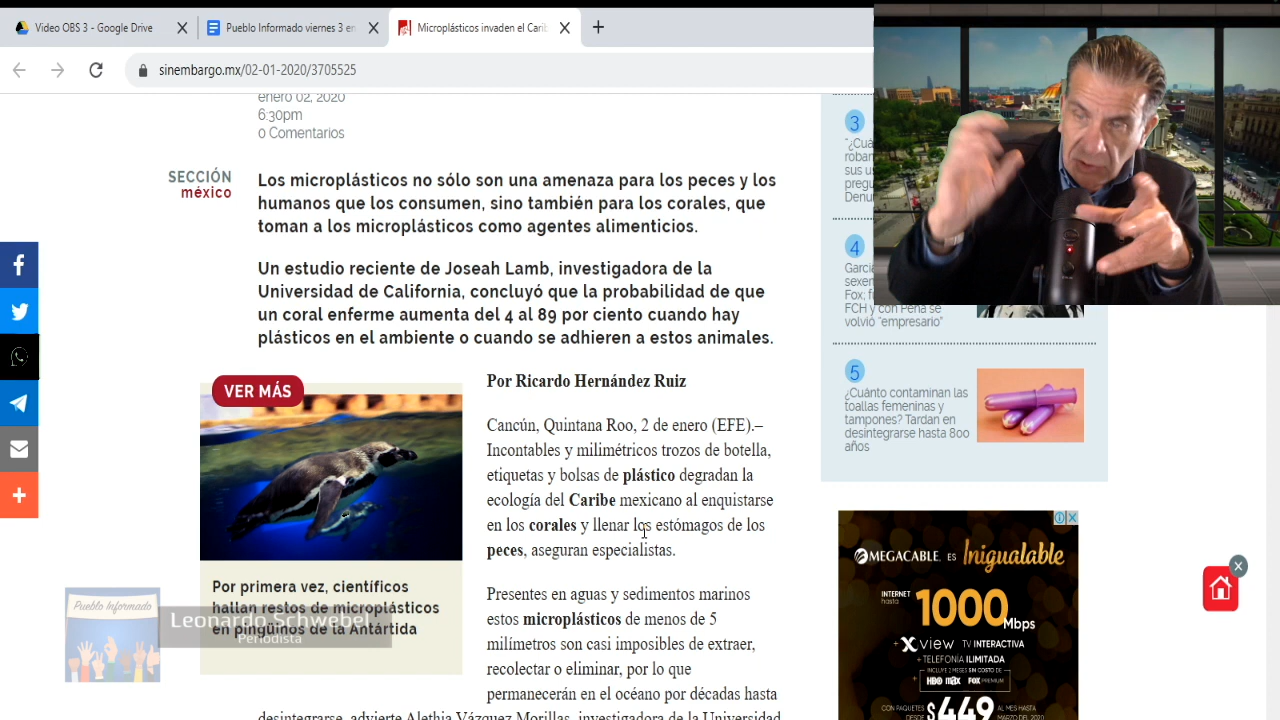 Video OBS 3 - Google Drive
Pueblo Informado viernes 3 en
Microplásticos invaden el Carib
sinembargo.mx/02-01-2020/3705525
enero 02, 2020
6:30pm
0 Comentarios
SECCIÓN
méxico
Los microplásticos no sólo son una amenaza para los peces y los
humanos que los consumen, sino también para los corales, que
toman a los microplásticos como agentes alimenticios.
Un estudio reciente de Joseah Lamb, investigadora de la
Universidad de California, concluyó que la probabilidad de que
un coral enferme aumenta del 4 al 89 por ciento cuando hay
plásticos en el ambiente o cuando se adhieren a estos animales.
VER MÁS
Por primera vez, científicos
hallan restos de microplásticos
en pingüinos de la Antártida
Por Ricardo Hernández Ruiz
Cancún, Quintana Roo, 2 de enero (EFE).–
Incontables y milimétricos trozos de botella,
etiquetas y bolsas de plástico degradan la
ecología del Caribe mexicano al enquistarse
en los corales y llenar los estómagos de los
peces, aseguran especialistas.
Presentes en aguas y sedimentos marinos
estos microplásticos de menos de 5
milímetros son casi imposibles de extraer,
recolectar o eliminar, por lo que
permanecerán en el océano por décadas hasta
desintegrarse, advierte Alethia Vázquez Morillas, investigadora de la Universidad
Pueblo Informado
Leonardo Schwebel
Periodista
3
"¿Cuá
roban
sus us
pregu
Denu
4
García
sexen
Fox; fu
FCH y con Peña se
volvió "empresario"
5
¿Cuánto contaminan las
toallas femeninas y
tampones? Tardan en
desintegrarse hasta 800
años
MEGACABLE. ES Inigualable
INTERNET
hasta
1000 Mbps
+ Xview TV INTERACTIVA
+ TELEFONÍA ILIMITADA
INCLUYE 2 MESES SIN COSTO DE
HBO max FOX PREMIUM
CON PAQUETES
DESDE
$449
AL MES HASTA
MARZO DEL 2020